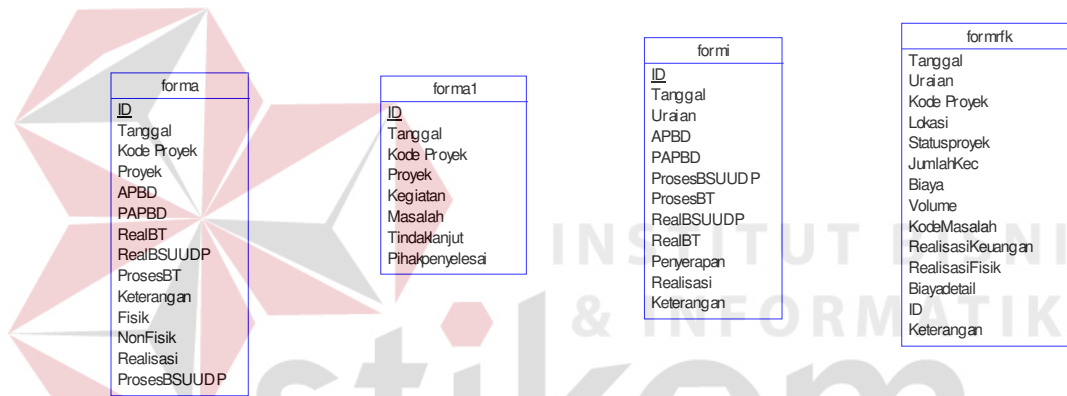 forma
ID
Tanggal
Kode Proyek
Proyek
APBD
PAPBD
RealBT
RealBSUUDP
ProsesBT
Keterangan
Fisik
NonFisik
Realisasi
ProsesBSUUDP
forma1
ID
Tanggal
Kode Proyek
Proyek
Kegiatan
Masalah
Tindaklanjut
Pihakpenyelesai
formi
ID
Tanggal
Uraian
APBD
PAPBD
ProsesBSUUDP
ProsesBT
RealBSUUDP
RealBT
Penyerapan
Realisasi
Keterangan
formrfk
Tanggal
Uraian
Kode Proyek
Lokasi
Statusproyek
JumlahKec
Biaya
Volume
KodeMasalah
RealisasiKeuangan
RealisasiFisik
Biayadetail
ID
Keterangan
INSTITUT BISNI
& INFORMATIK
stikom